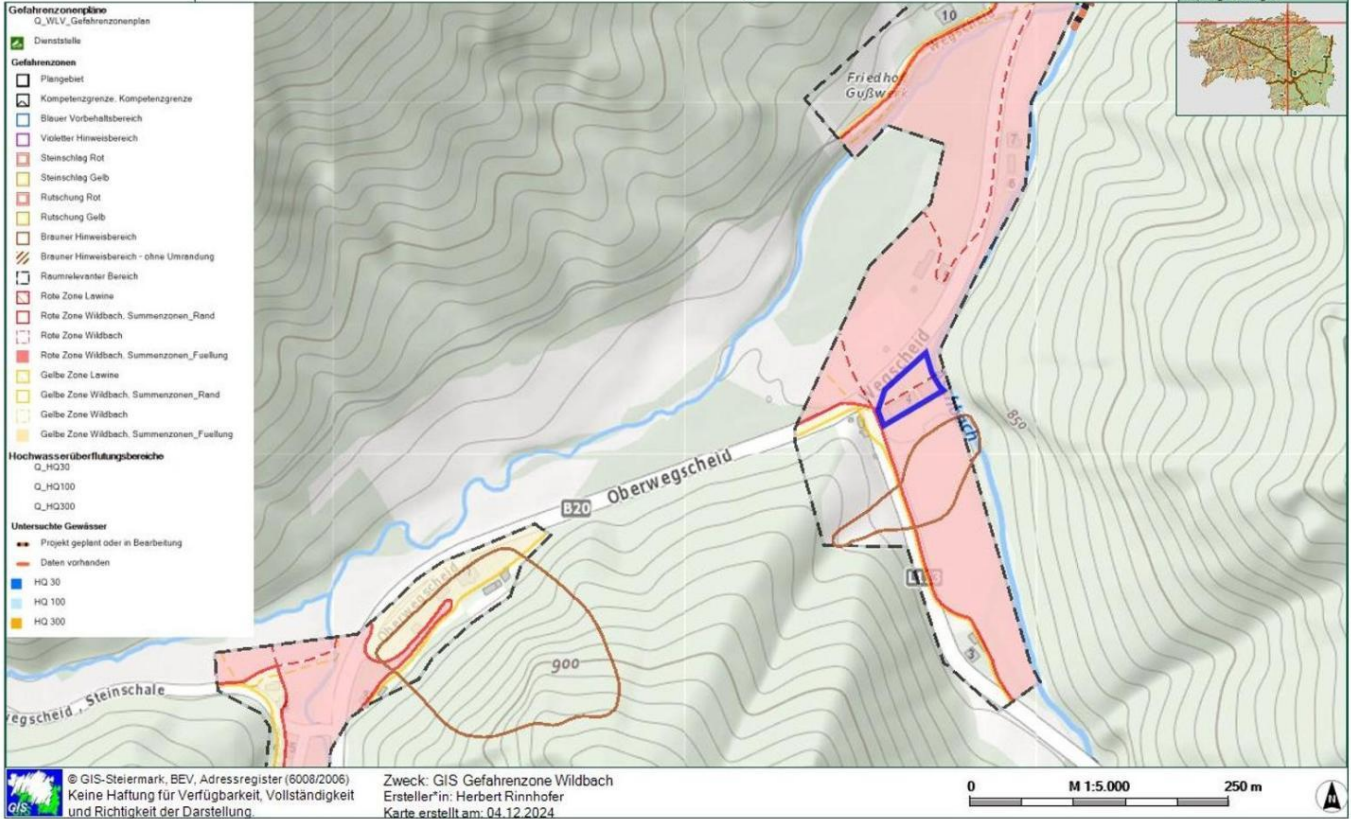 Gefahrenzonenpläne
Q_WLV_Gefahrenzonenplan
Dienststelle
Gefahrenzonen
Plangebiet
Kompetenzgrenze, Kompetenzgrenze
Blauer Vorbehaltsbereich
Violetter Hinweisbereich
Steinschlag Rot
Steinschlag Gelb
Rutschung Rot
Rutschung Gelb
Brauner Hinweisbereich
Brauner Hinweisbereich - ohne Umrandung
Raumrelevanter Bereich
Rote Zone Lawine
Rote Zone Wildbach, Summenzonen_Rand
Rote Zone Wildbach
Rote Zone Wildbach, Summenzonen_Fuellung
Gelbe Zone Lawine
Gelbe Zone Wildbach, Summenzonen_Rand
Gelbe Zone Wildbach
Gelbe Zone Wildbach, Summenzonen_Fuellung
Hochwasserüberflutungsbereiche
Q_HQ30
Q_HQ100
Q_HQ300
Untersuchte Gewässer
Projekt geplant oder in Bearbeitung
Daten vorhanden
HQ 30
HQ 100
HQ 300
10
Wegscheid
Friedhof
7
6
850
Oberwegscheid
B20
Oberwegscheid
900
5
Steinschale
© GIS-Steiermark, BEV, Adressregister (6008/2006)
Keine Haftung für Verfügbarkeit, Vollständigkeit
und Richtigkeit der Darstellung.
GIS
Zweck: GIS Gefahrenzone Wildbach
Ersteller*in: Herbert Rinnhofer
Karte erstellt am: 04.12.2024
0 M 1:5.000 250 m